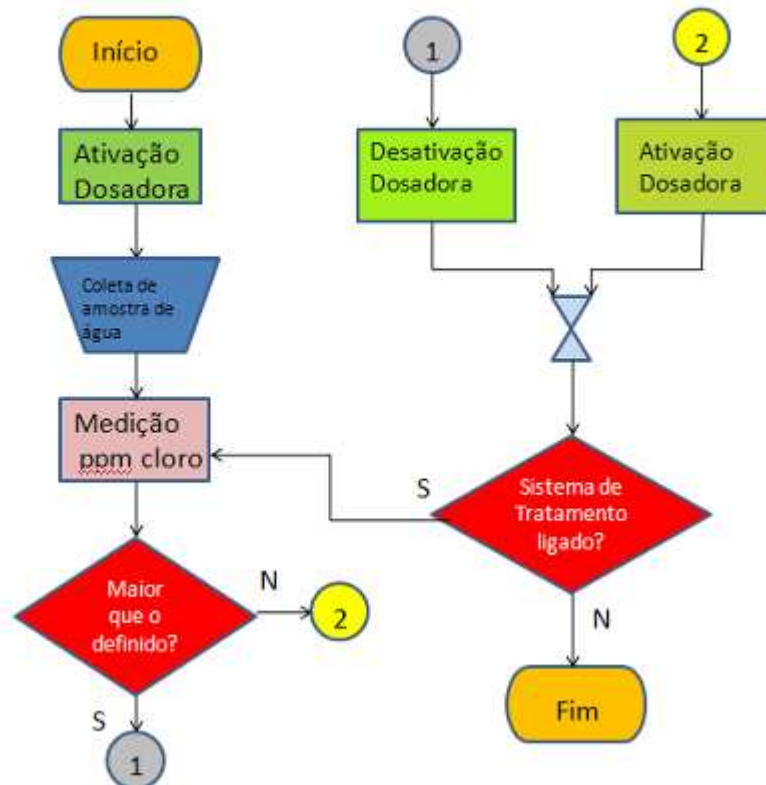 Início
Ativação
Dosadora
Coleta de
amostra de
água
Medição
ppm cloro
Maior
que o
definido?
N
2
S
1
1
Desativação
Dosadora
2
Ativação
Dosadora
Sistema de
Tratamento
ligado?
S
N
Fim